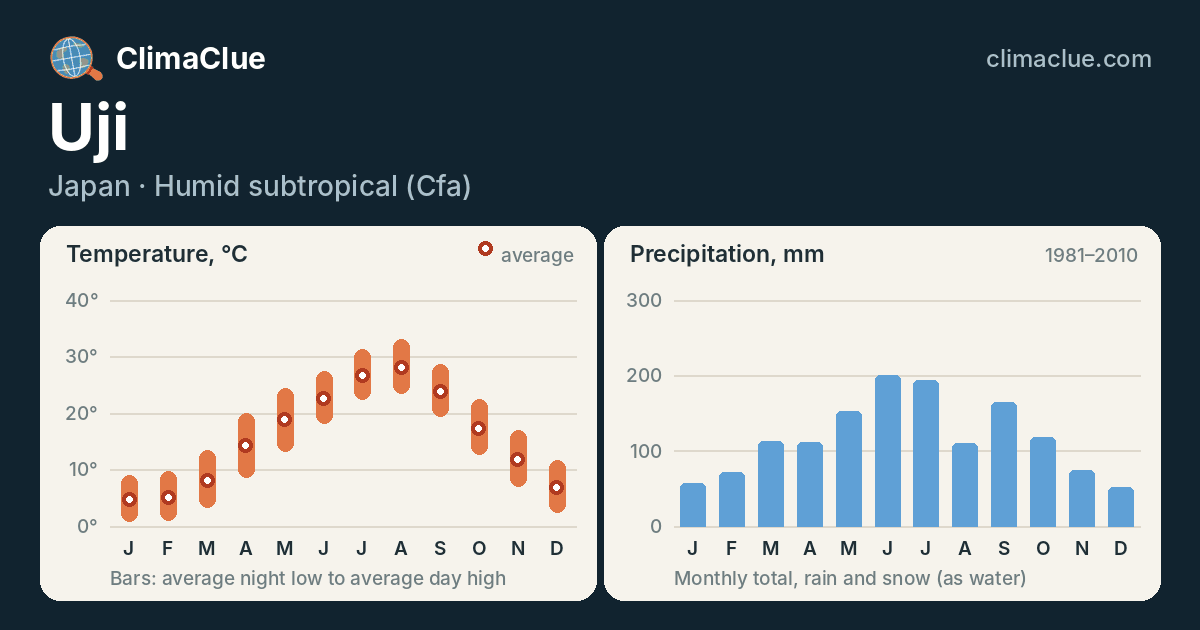 ClimaClue
climaclue.com
Uji
Japan · Humid subtropical (Cfa)
Temperature, °C
average
40°
30°
20°
10°
0°
J F M A M J J A S O N D
Bars: average night low to average day high
Precipitation, mm
1981–2010
300
200
100
0
J F M A M J J A S O N D
Monthly total, rain and snow (as water)